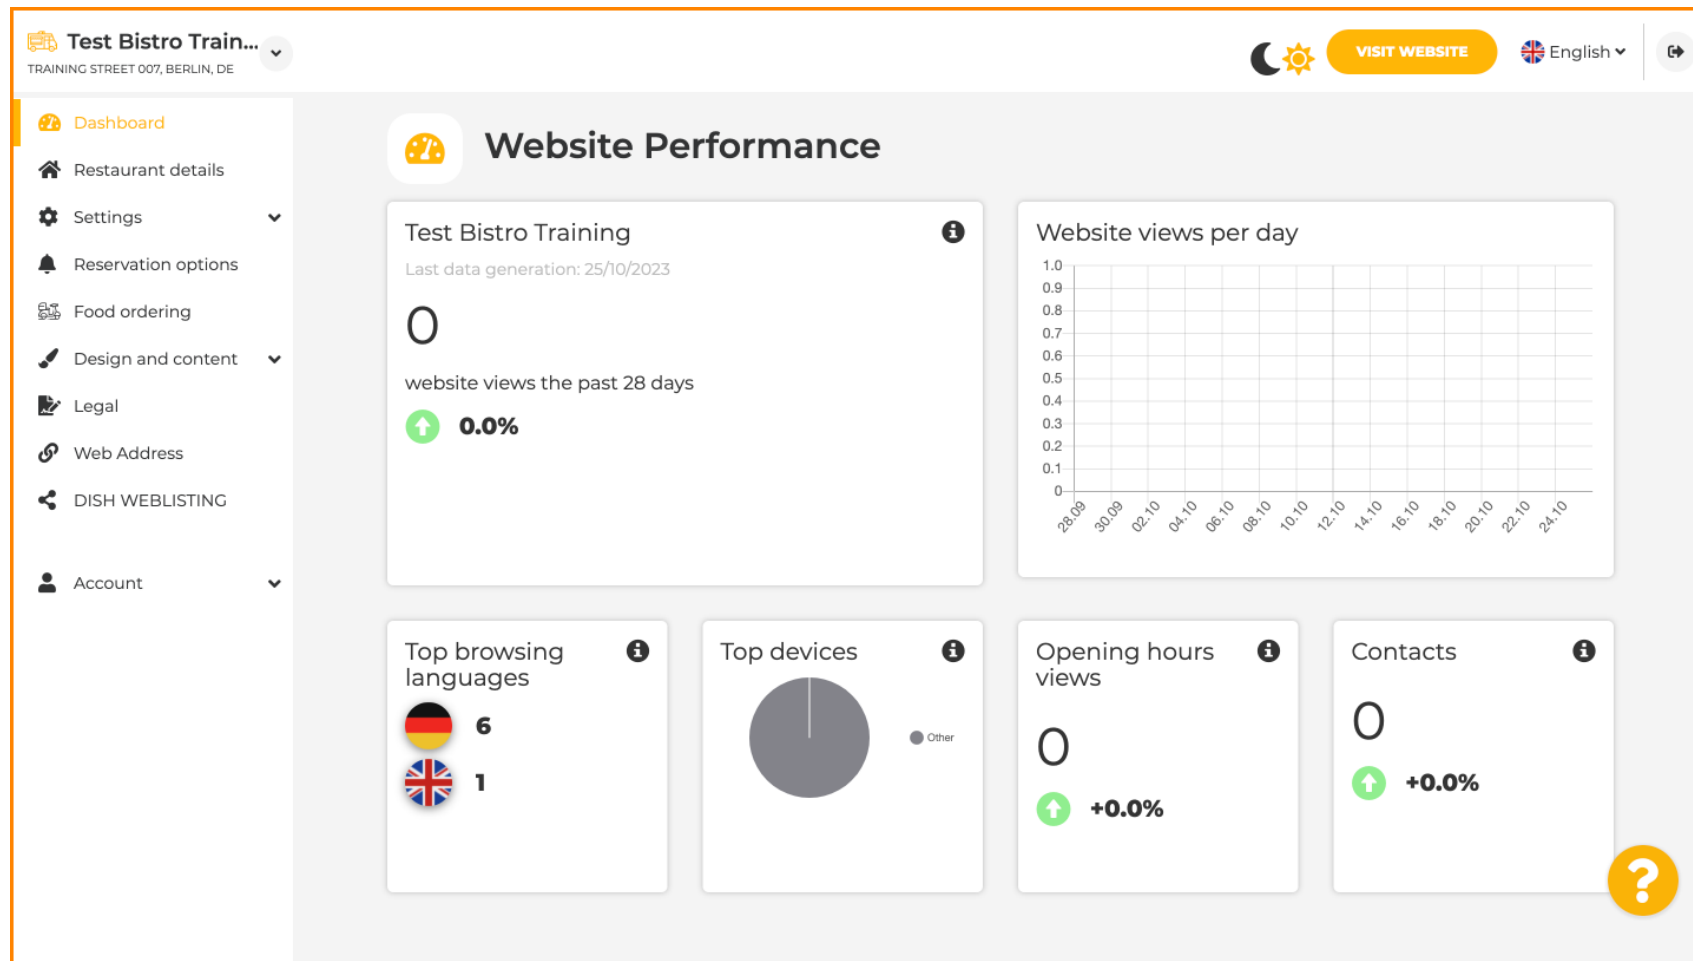 Test Bistro Train...
TRAINING STREET 007, BERLIN, DE
VISIT WEBSITE
English
Dashboard
Restaurant details
Settings
Reservation options
Food ordering
Design and content
Legal
Web Address
DISH WEBLISTING
Account
Website Performance
Test Bistro Training
Last data generation: 25/10/2023
0
website views the past 28 days
0.0%
Website views per day
1.0
0.9
0.8
0.7
0.6
0.5
0.4
0.3
0.2
0.1
0
28.09 30.09 02.10 04.10 06.10 08.10 10.10 12.10 14.10 16.10 18.10 20.10 22.10 24.10
Top browsing
languages
6
1
Top devices
Other
Opening hours
views
0
+0.0%
Contacts
0
+0.0%
?